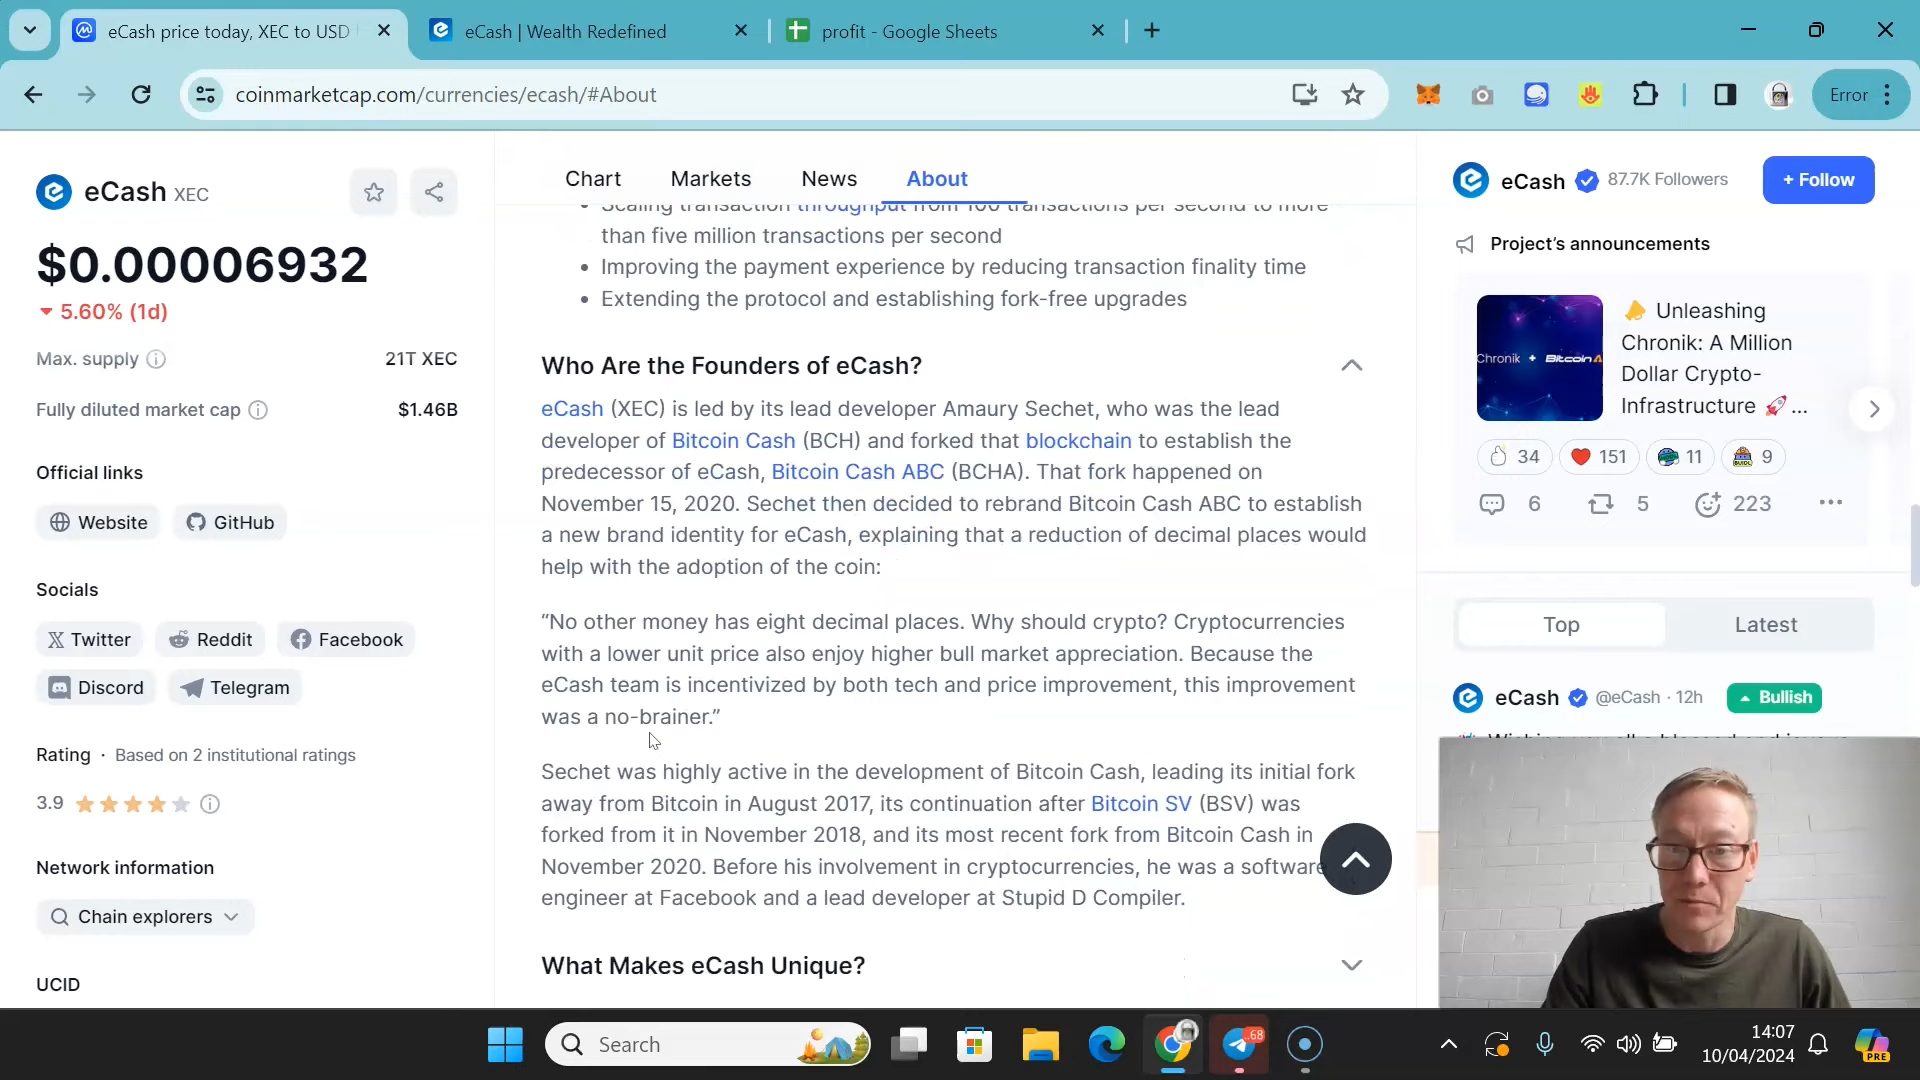 eCash price today, XEC to USD
eCash | Wealth Redefined
profit - Google Sheets
coinmarketcap.com/currencies/ecash/#About
Error
eCash XEC
$0.00006932
5.60% (1d)
Max. supply
21T XEC
Fully diluted market cap
$1.46B
Official links
Website
GitHub
Socials
Twitter
Reddit
Facebook
Discord
Telegram
Rating · Based on 2 institutional ratings
3.9
Network information
Chain explorers
UCID
Chart
Markets
News
About
Scaling transaction throughput from 100 transactions per second to more
than five million transactions per second
Improving the payment experience by reducing transaction finality time
Extending the protocol and establishing fork-free upgrades
Who Are the Founders of eCash?
eCash (XEC) is led by its lead developer Amaury Sechet, who was the lead
developer of Bitcoin Cash (BCH) and forked that blockchain to establish the
predecessor of eCash, Bitcoin Cash ABC (BCHA). That fork happened on
November 15, 2020. Sechet then decided to rebrand Bitcoin Cash ABC to establish
a new brand identity for eCash, explaining that a reduction of decimal places would
help with the adoption of the coin:
“No other money has eight decimal places. Why should crypto? Cryptocurrencies
with a lower unit price also enjoy higher bull market appreciation. Because the
eCash team is incentivized by both tech and price improvement, this improvement
was a no-brainer.”
Sechet was highly active in the development of Bitcoin Cash, leading its initial fork
away from Bitcoin in August 2017, its continuation after Bitcoin SV (BSV) was
forked from it in November 2018, and its most recent fork from Bitcoin Cash in
November 2020. Before his involvement in cryptocurrencies, he was a software
engineer at Facebook and a lead developer at Stupid D Compiler.
What Makes eCash Unique?
eCash
87.7K Followers
+ Follow
Project’s announcements
Chronik +
Unleashing
Chronik: A Million
Dollar Crypto-
Infrastructure 🚀...
34
151
11
9
6
5
223
Top
Latest
eCash
@eCash · 12h
Bullish
Search
68
14:07
10/04/2024
PRE